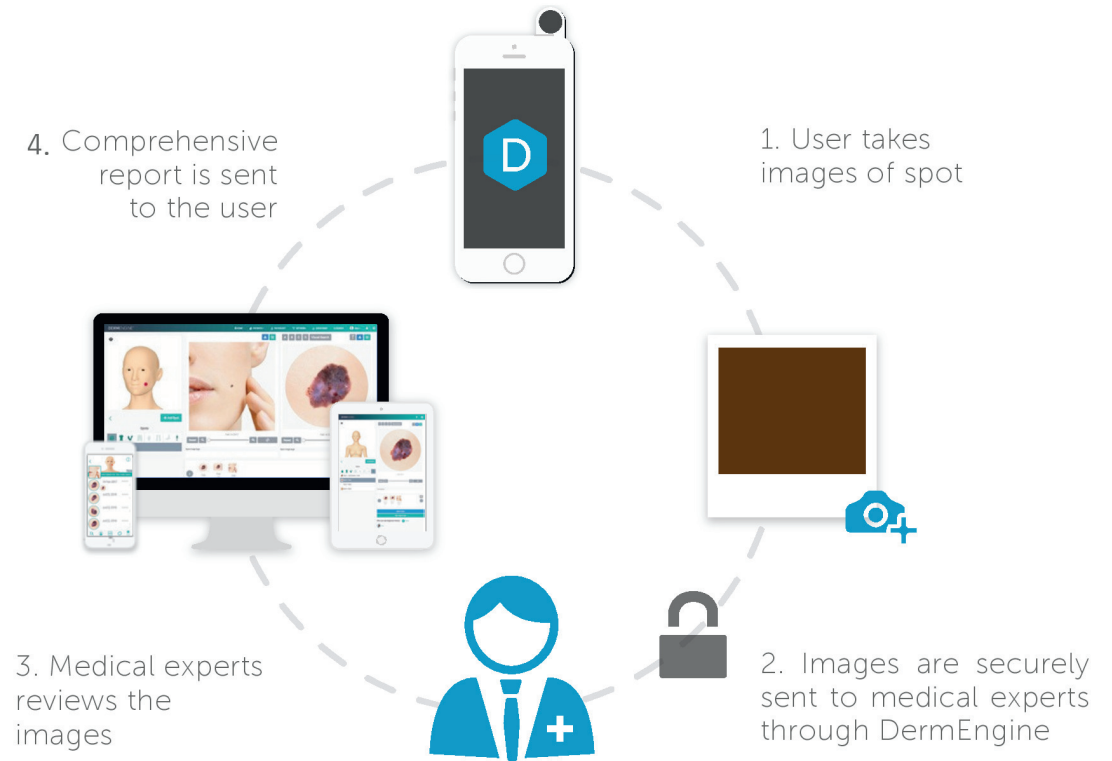 D
1. User takes
images of spot
2. Images are securely
sent to medical experts
through DermEngine
3. Medical experts
reviews the
images
4. Comprehensive
report is sent
to the user